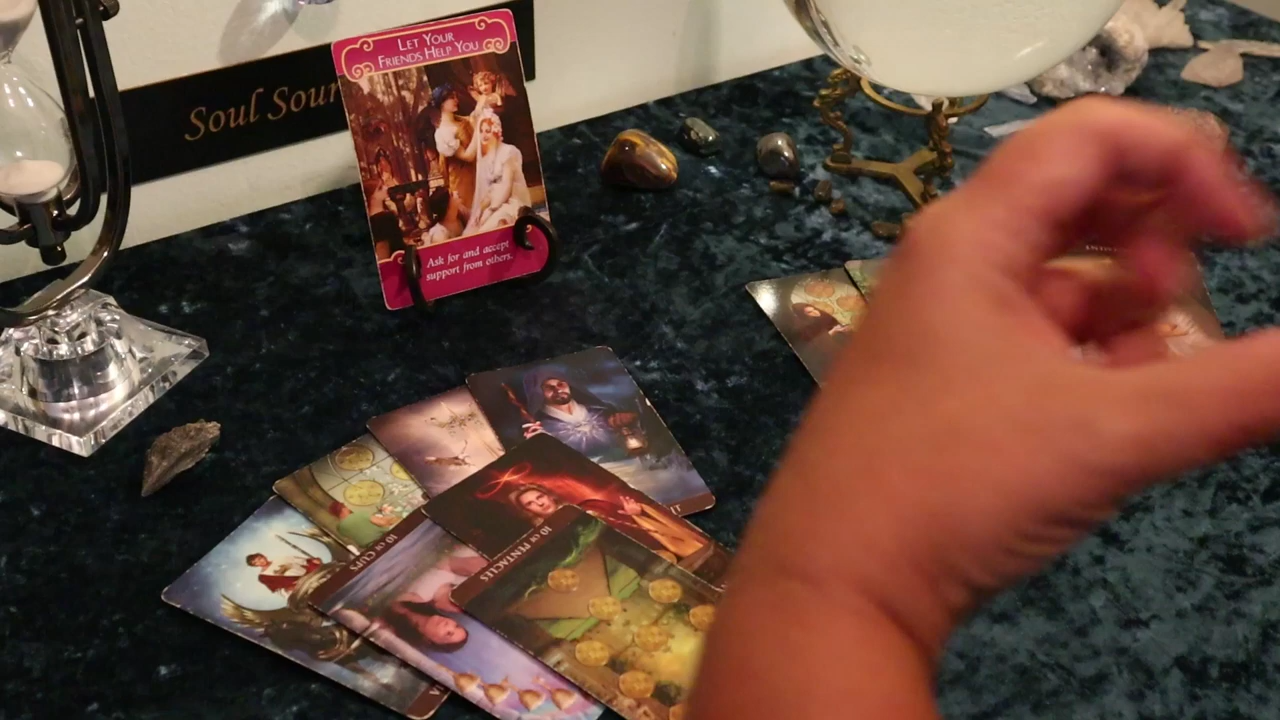 LET YOUR
FRIENDS HELP YOU
Soul Sour
Ask for and accept
support from others.
IT
10 OF CUPS
10 OF PENTACLES